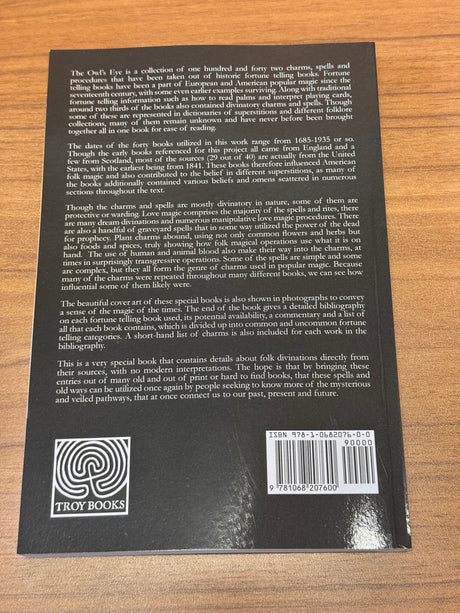 The Owl's Eye is a collection of one hundred and forty two charms, spells and
procedures that have been taken out of historic fortune telling books. Fortune
telling books have been a part of European and American popular magic since the
seventeenth century, with some even earlier examples surviving. Along with traditional
fortune telling information such as how to read palms and interpret playing cards,
around two thirds of the books also contained divinatory charms and spells. Though
some of these are represented in dictionaries of superstitions and different folklore
collections, many of them remain unknown and have never before been brought
together all in one book for ease of reading.
The dates of the forty books utilized in this work range from 1685-1935 or so.
Though the early books referenced for this project all came from England and a
few from Scotland, most of the sources (29 out of 40) are actually from the United
States, with the earliest being from 1841. These books therefore influenced American
folk magic and also contributed to the belief in different superstitions, as many of
the books additionally contained various beliefs and omens scattered in numerous
sections throughout the text.
Though the charms and spells are mostly divinatory in nature, some of them are
protective or warding. Love magic comprises the majority of the spells and rites, there
are many dream divinations and numerous manipulative love magic procedures. There
are also a handful of graveyard spells that in some way utilized the power of the dead
for prophecy. Plant charms abound, using not only common flowers and herbs but
also foods and spices, truly showing how folk magical operations use what it is on
hand. The use of human and animal blood also make their way into the charms, at
times in surprisingly transgressive operations. Some of the spells are simple and some
are complex, but they all form the genre of charms used in popular magic. Because
many of the charms were repeated throughout many different books, we can see how
influential some of them likely were.
The beautiful cover art of these special books is also shown in photographs to convey
a sense of the magic of the times. The end of the book gives a detailed bibliography
on each fortune telling book used, its potential availability, a commentary and a list of
all that each book contains, which is divided up into common and uncommon fortune
telling categories. A short-hand list of charms is also included for each work in the
bibliography.
This is a very special book that contains details about folk divinations directly from
their sources, with no modern interpretations. The hope is that by bringing these
entries out of many old and out of print or hard to find books, that these spells and
old ways can be utilized once again by people seeking to know more of the mysterious
and veiled pathways, that at once connect us to our past, present and future.
TROY BOOKS
ISBN 978-1-0682076-0-0
90000
9 781068 207600